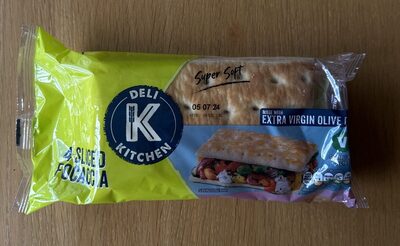 DELI
K
KITCHEN
4 SLICED
FOCACCIA
Super Soft
05 07 24
MADE WITH
EXTRA VIRGIN OLIVE